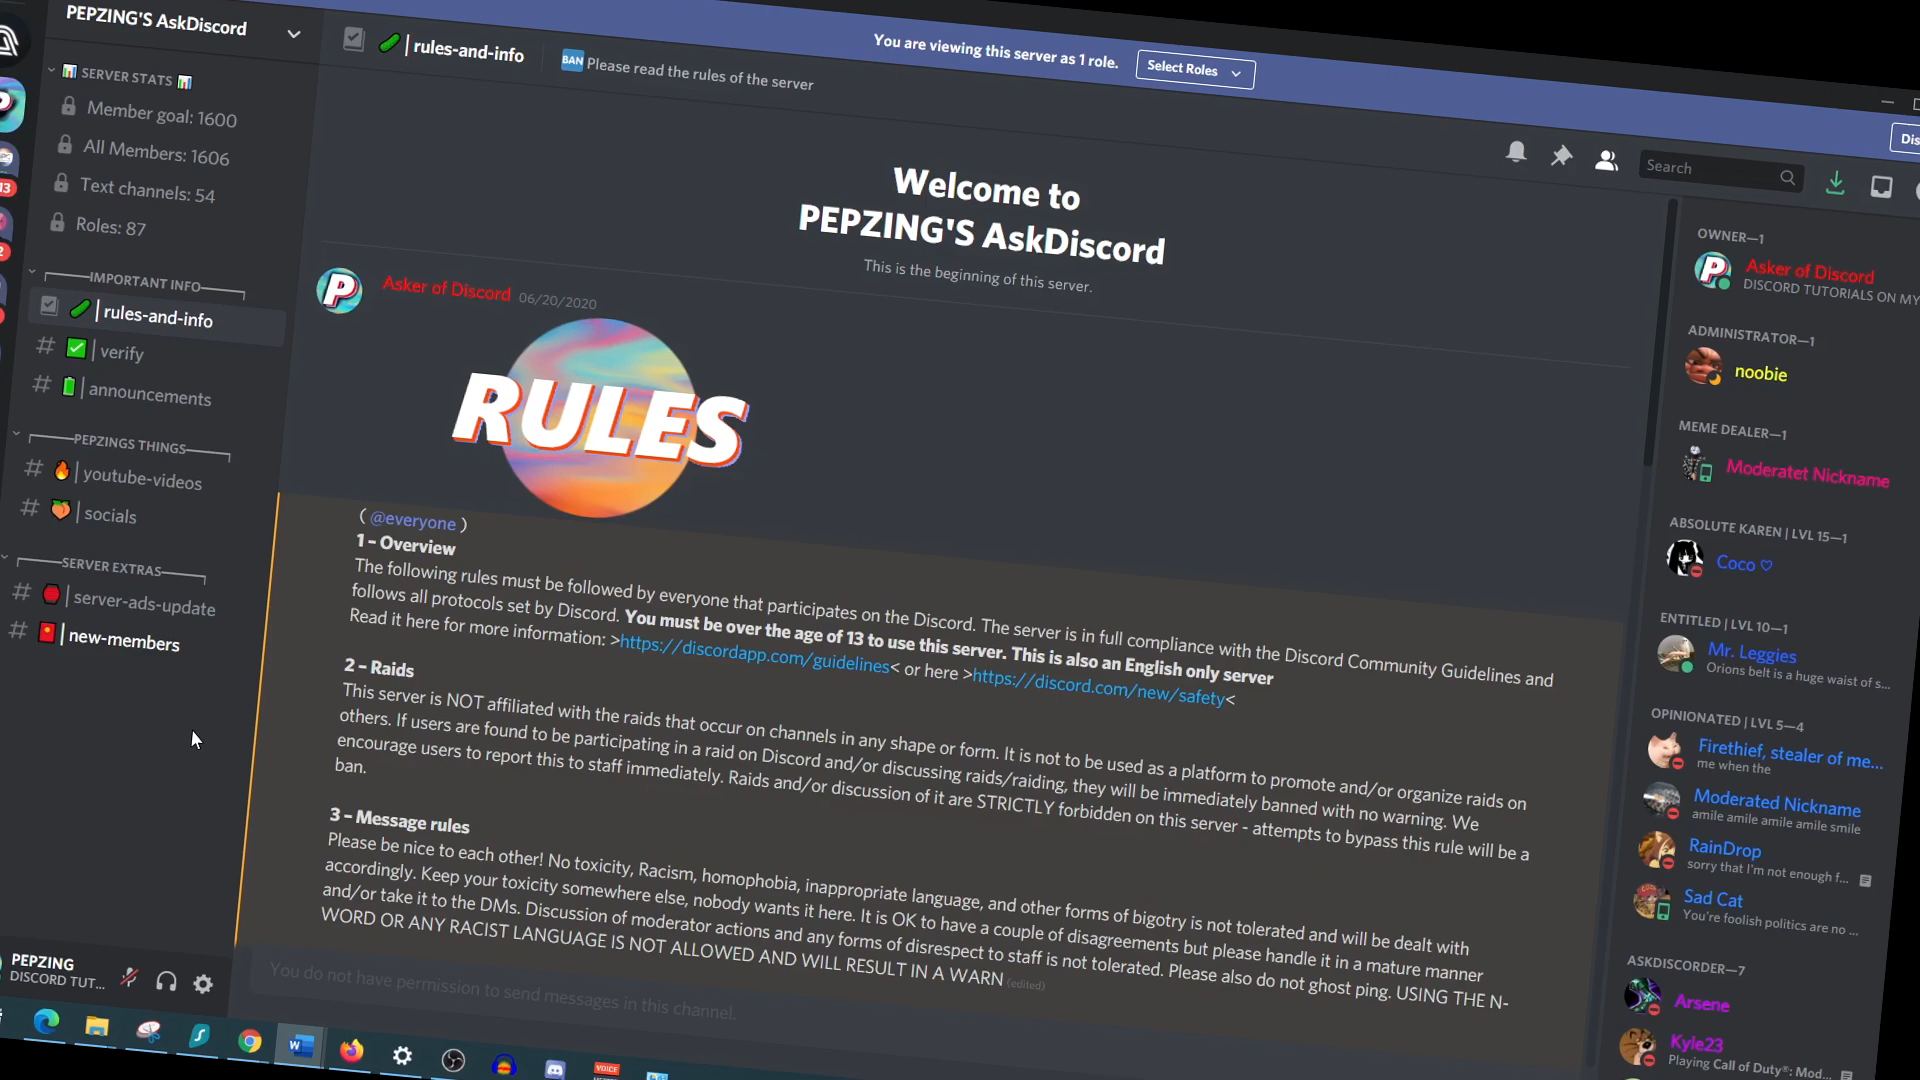 PEPZING'S AskDiscord
SERVER STATS
Member goal: 1600
All Members: 1606
Text channels: 54
Roles: 87
IMPORTANT INFO
rules-and-info
verify
announcements
PEPZINGS THINGS
youtube-videos
socials
SERVER EXTRAS
server-ads-update
new-members
PEPZING
DISCORD TUT...
13
2
rules-and-info
BAN Please read the rules of the server
You are viewing this server as 1 role.
Select Roles
Dis
Search
Welcome to
PEPZING'S AskDiscord
This is the beginning of this server.
P
Asker of Discord 06/20/2020
RULES
( @everyone )
1 – Overview
The following rules must be followed by everyone that participates on the Discord. The server is in full compliance with the Discord Community Guidelines and
follows all protocols set by Discord. You must be over the age of 13 to use this server. This is also an English only server
Read it here for more information: >https://discordapp.com/guidelines< or here >https://discord.com/new/safety<
2 – Raids
This server is NOT affiliated with the raids that occur on channels in any shape or form. It is not to be used as a platform to promote and/or organize raids on
others. If users are found to be participating in a raid on Discord and/or discussing raids/raiding, they will be immediately banned with no warning. We
encourage users to report this to staff immediately. Raids and/or discussion of it are STRICTLY forbidden on this server - attempts to bypass this rule will be a
ban.
3 – Message rules
Please be nice to each other! No toxicity, Racism, homophobia, inappropriate language, and other forms of bigotry is not tolerated and will be dealt with
accordingly. Keep your toxicity somewhere else, nobody wants it here. It is OK to have a couple of disagreements but please handle it in a mature manner
and/or take it to the DMs. Discussion of moderator actions and any forms of disrespect to staff is not tolerated. Please also do not ghost ping. USING THE N-
WORD OR ANY RACIST LANGUAGE IS NOT ALLOWED AND WILL RESULT IN A WARN (edited)
You do not have permission to send messages in this channel.
OWNER—1
P
Asker of Discord
DISCORD TUTORIALS ON MY
ADMINISTRATOR—1
noobie
MEME DEALER—1
Moderatet Nickname
ABSOLUTE KAREN | LVL 15—1
Coco ♡
ENTITLED | LVL 10—1
Mr. Leggies
Orions belt is a huge waist of s...
OPINIONATED | LVL 5—4
Firethief, stealer of me...
me when the
Moderated Nickname
amile amile amile amile smile
RainDrop
sorry that I'm not enough f...
Sad Cat
You're foolish politics are no ...
ASKDISCORDER—7
Arsene
Kyle23
Playing Call of Duty®: Mod...
VOICE